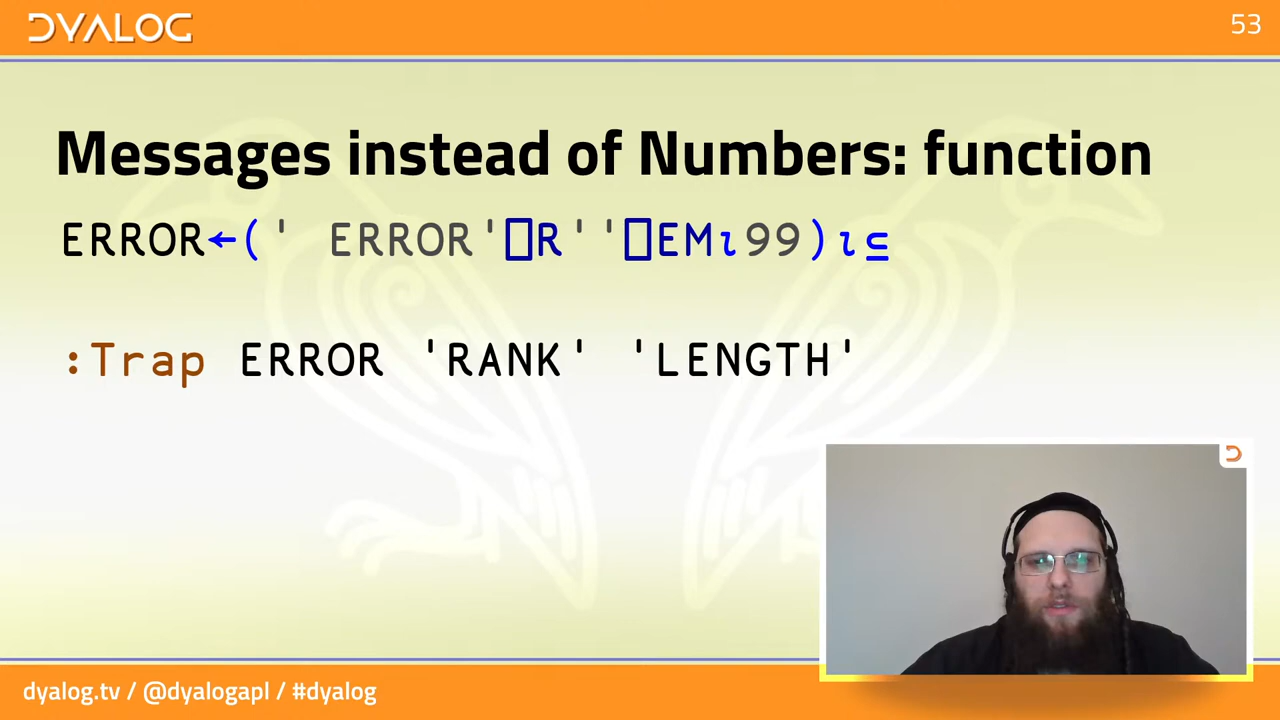 DYALOG
53
Messages instead of Numbers: function
ERROR←(' ERROR'⎕R''⎕EM⍳99)⍳⊆
:Trap ERROR 'RANK' 'LENGTH'
dyalog.tv / @dyalogapl / #dyalog